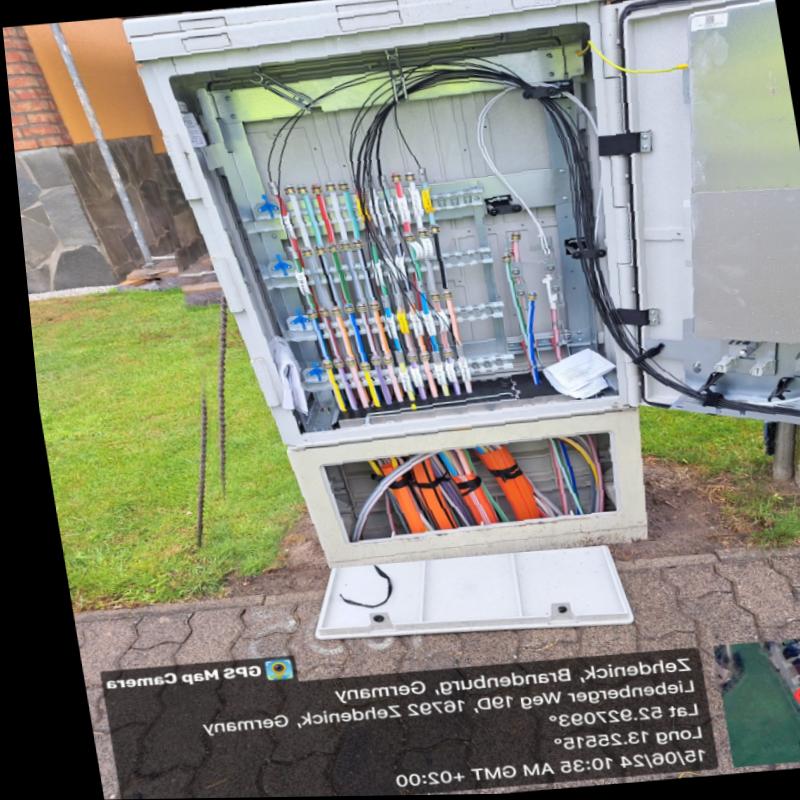 GPS Map Camera
Zehdenick, Brandenburg, Germany
Liebenberger Weg 19D, 16792 Zehdenick, Germany
Lat 52.927093°
Long 13.25515°
15/06/24 10:35 AM GMT +02:00